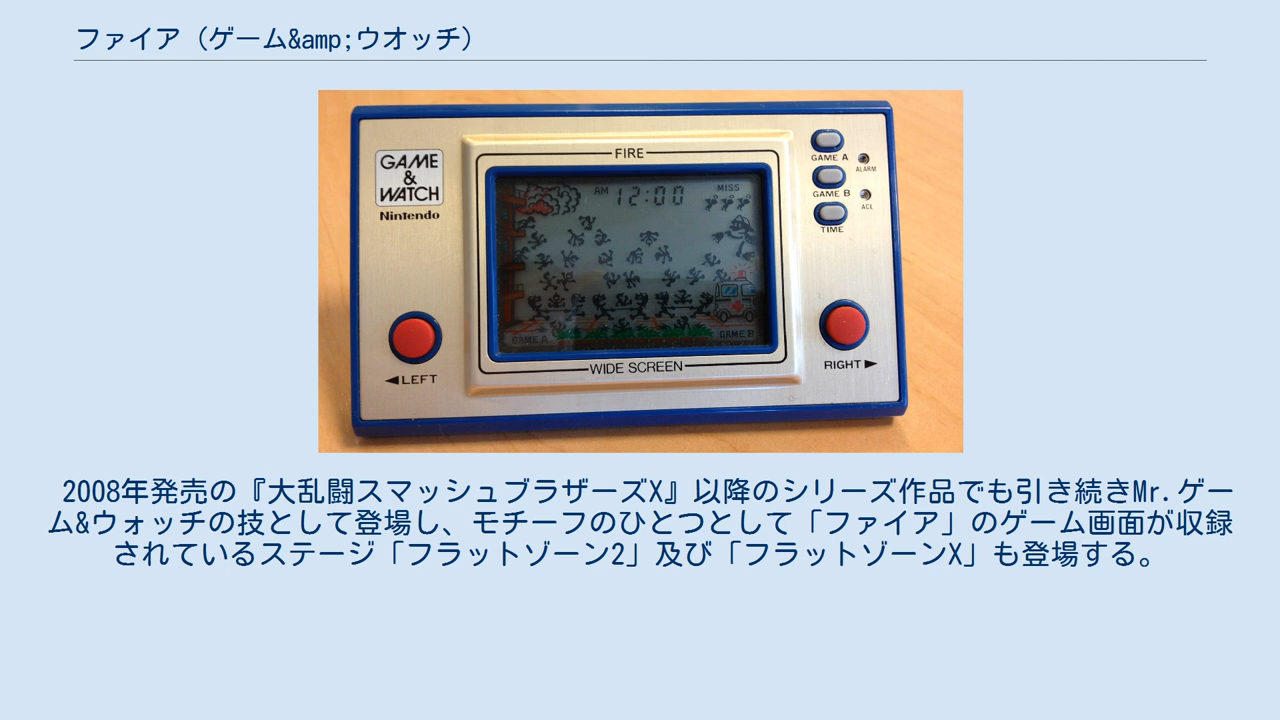 ファイア（ゲーム&amp;ウオッチ）
GAME
&
WATCH
Nintendo
FIRE
AM 12:00
MISS
GAME A
GAME B
WIDE SCREEN
GAME A
ALARM
GAME B
ACL
TIME
◀LEFT
RIGHT▶
2008年発売の『大乱闘スマッシュブラザーズX』以降のシリーズ作品でも引き続きMr.ゲー
ム&ウォッチの技として登場し、モチーフのひとつとして「ファイア」のゲーム画面が収録
されているステージ「フラットゾーン2」及び「フラットゾーンX」も登場する。